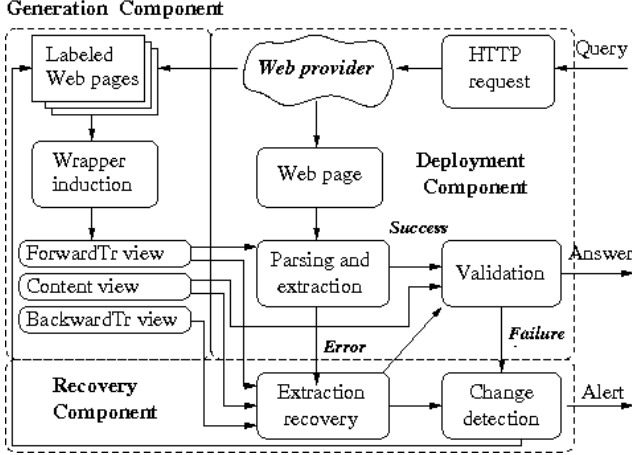 Generation Component
Labeled
Web pages
Web provider
HTTP
request
Query
Wrapper
induction
Web page
Deployment
Component
Success
ForwardTr view
Content view
BackwardTr view
Parsing and
extraction
Validation
Answer
Error
Failure
Recovery
Component
Extraction
recovery
Change
detection
Alert